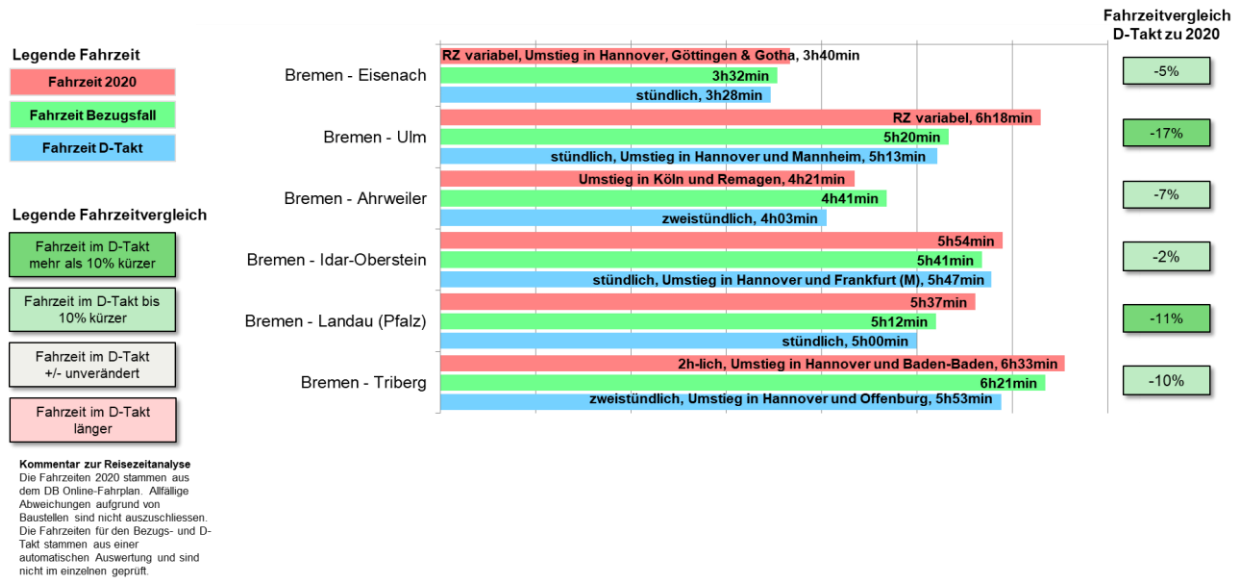 Fahrzeitvergleich
D-Takt zu 2020
Legende Fahrzeit
Fahrzeit 2020
Fahrzeit Bezugsfall
Fahrzeit D-Takt
Legende Fahrzeitvergleich
Fahrzeit im D-Takt
mehr als 10% kürzer
Fahrzeit im D-Takt bis
10% kürzer
Fahrzeit im D-Takt
+/- unverändert
Fahrzeit im D-Takt
länger
Kommentar zur Reisezeitanalyse
Die Fahrzeiten 2020 stammen aus
dem DB Online-Fahrplan. Allfällige
Abweichungen aufgrund von
Baustellen sind nicht auszuschliessen.
Die Fahrzeiten für den Bezugs- und D-
Takt stammen aus einer
automatischen Auswertung und sind
nicht im einzelnen geprüft.
Bremen - Eisenach
RZ variabel, Umstieg in Hannover, Göttingen & Gotha, 3h40min
3h32min
stündlich, 3h28min
-5%
Bremen - Ulm
RZ variabel, 6h18min
5h20min
stündlich, Umstieg in Hannover und Mannheim, 5h13min
-17%
Bremen - Ahrweiler
Umstieg in Köln und Remagen, 4h21min
4h41min
zweistündlich, 4h03min
-7%
Bremen - Idar-Oberstein
5h54min
5h41min
stündlich, Umstieg in Hannover und Frankfurt (M), 5h47min
-2%
Bremen - Landau (Pfalz)
5h37min
5h12min
stündlich, 5h00min
-11%
Bremen - Triberg
2h-lich, Umstieg in Hannover und Baden-Baden, 6h33min
6h21min
zweistündlich, Umstieg in Hannover und Offenburg, 5h53min
-10%